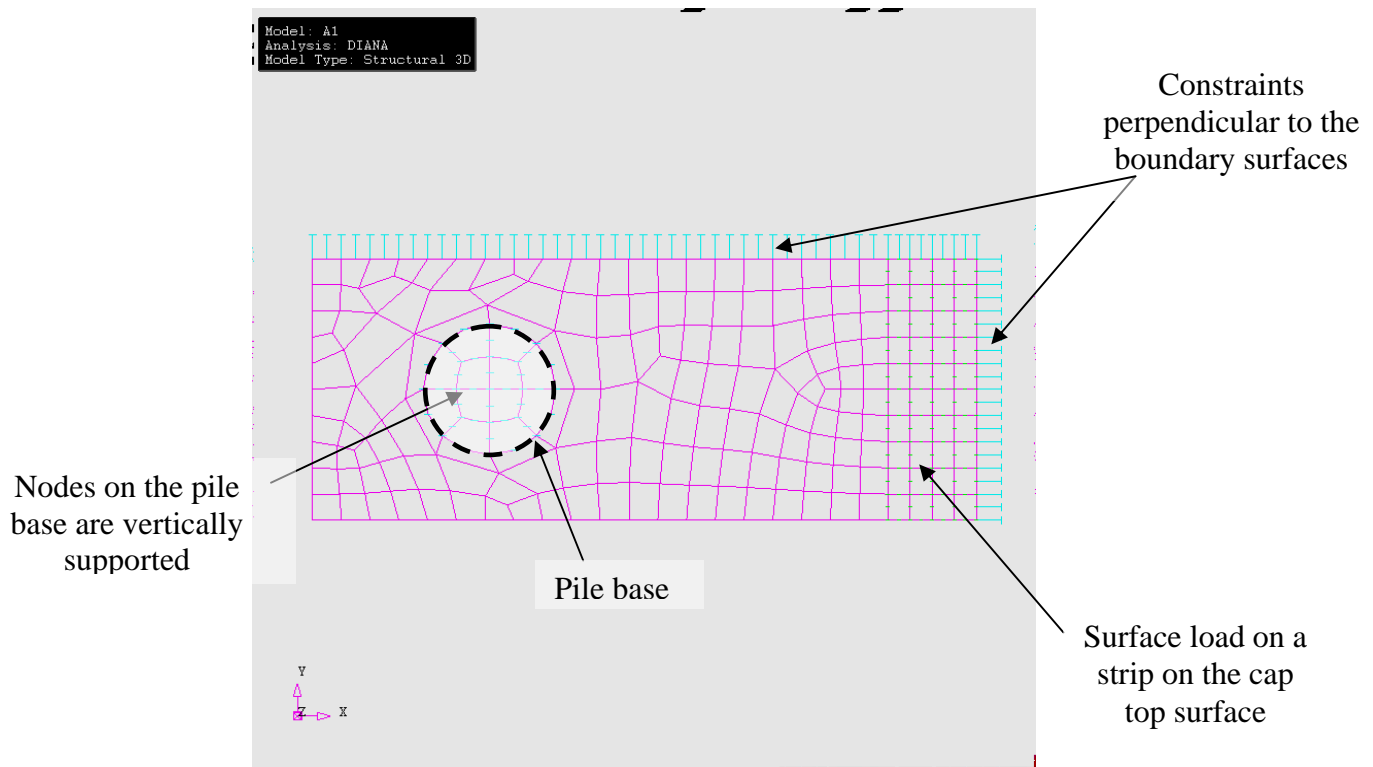 Model: A1
Analysis: DIANA
Model Type: Structural 3D
Constraints
perpendicular to the
boundary surfaces
Nodes on the pile
base are vertically
supported
Pile base
Surface load on a
strip on the cap
top surface
Y
Z
X